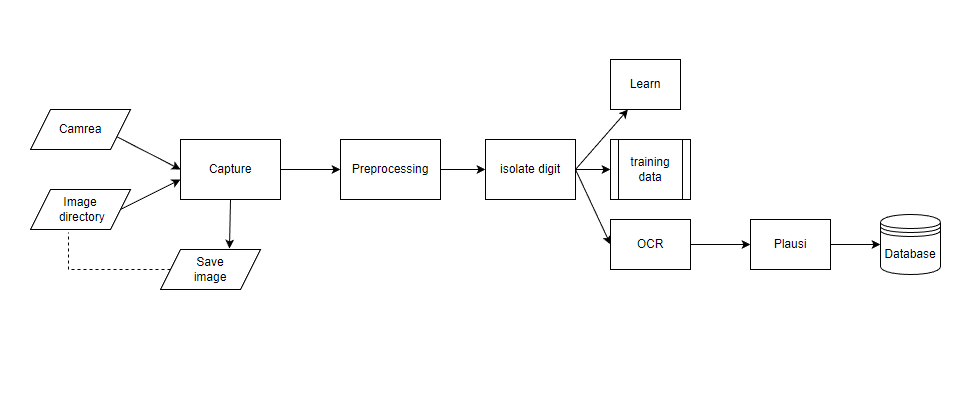 Learn
Camrea
Capture
Preprocessing
isolate digit
training
data
Image
directory
OCR
Plausi
Database
Save
image